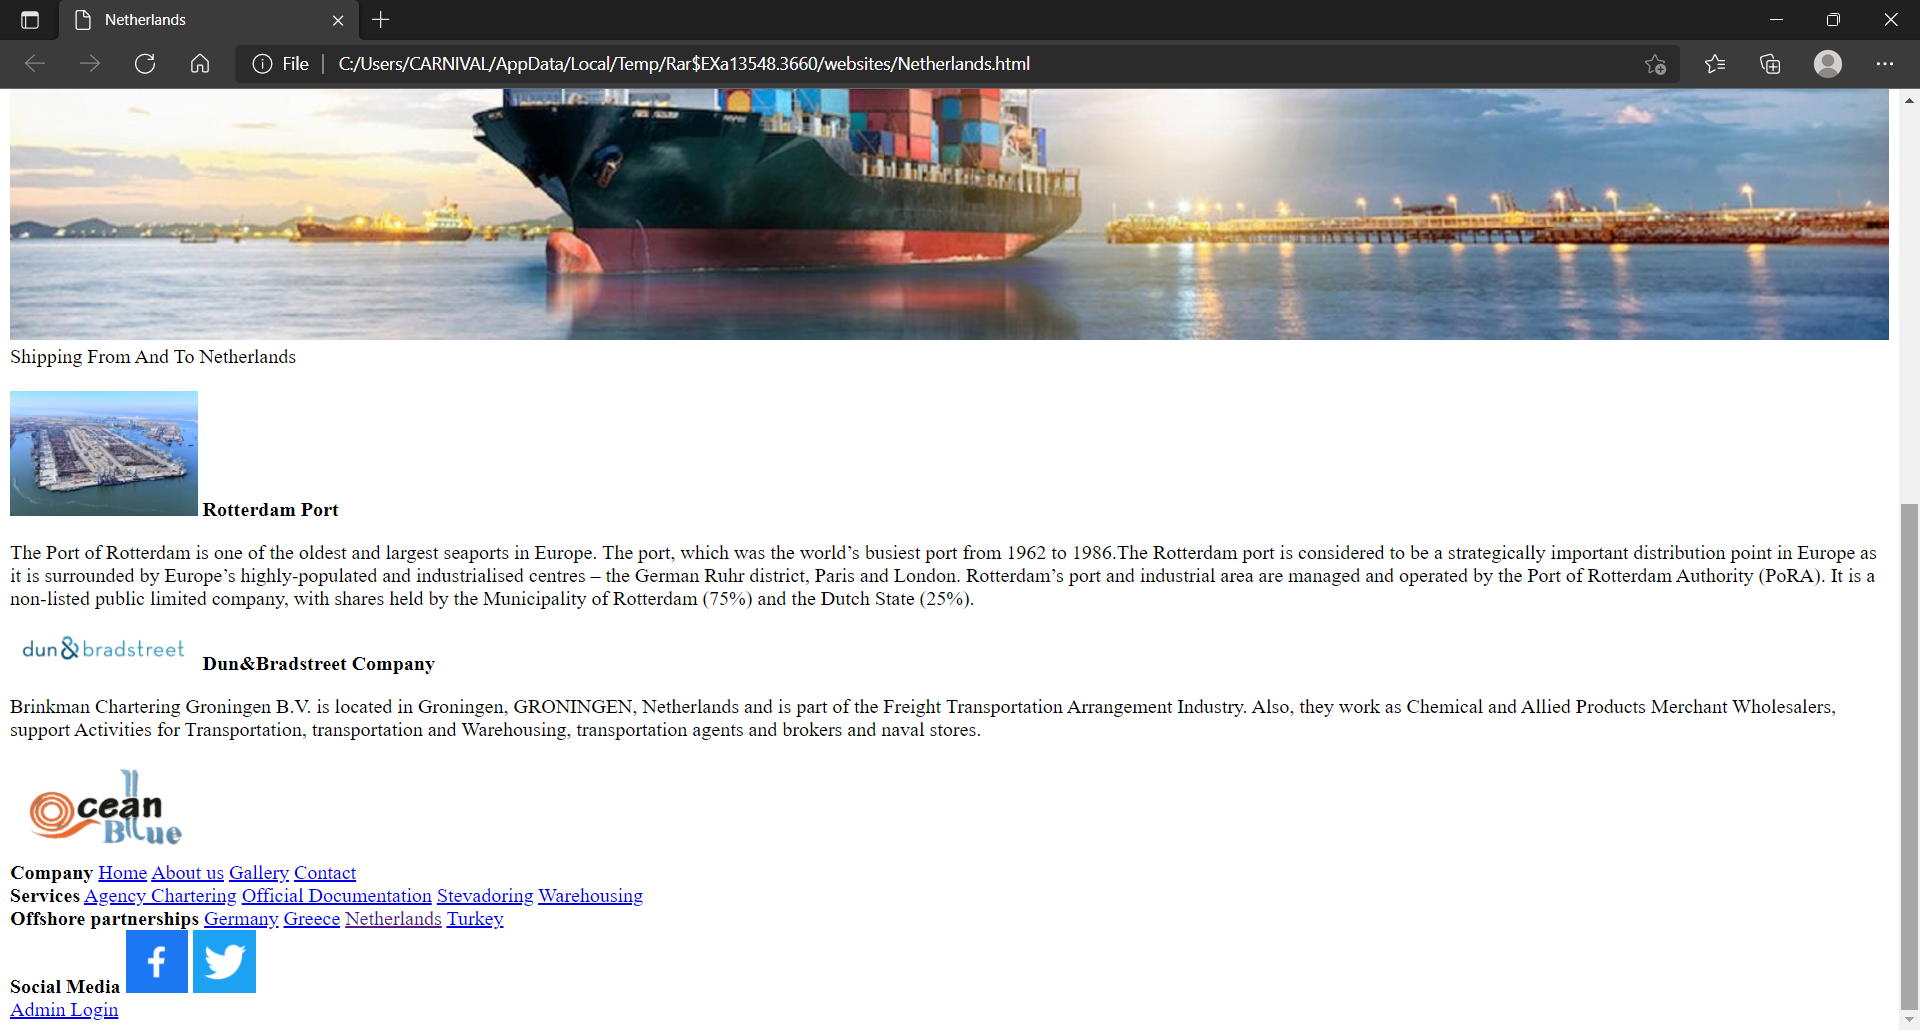 Netherlands
File
C:/Users/CARNIVAL/AppData/Local/Temp/Rar$EXa13548.3660/websites/Netherlands.html
Shipping From And To Netherlands
Rotterdam Port
The Port of Rotterdam is one of the oldest and largest seaports in Europe. The port, which was the world’s busiest port from 1962 to 1986.The Rotterdam port is considered to be a strategically important distribution point in Europe as
it is surrounded by Europe’s highly-populated and industrialised centres – the German Ruhr district, Paris and London. Rotterdam’s port and industrial area are managed and operated by the Port of Rotterdam Authority (PoRA). It is a
non-listed public limited company, with shares held by the Municipality of Rotterdam (75%) and the Dutch State (25%).
dun&bradstreet Dun&Bradstreet Company
Brinkman Chartering Groningen B.V. is located in Groningen, GRONINGEN, Netherlands and is part of the Freight Transportation Arrangement Industry. Also, they work as Chemical and Allied Products Merchant Wholesalers,
support Activities for Transportation, transportation and Warehousing, transportation agents and brokers and naval stores.
Ocean
Blue
Company Home About us Gallery Contact
Services Agency Chartering Official Documentation Stevadoring Warehousing
Offshore partnerships Germany Greece Netherlands Turkey
Social Media
Admin Login